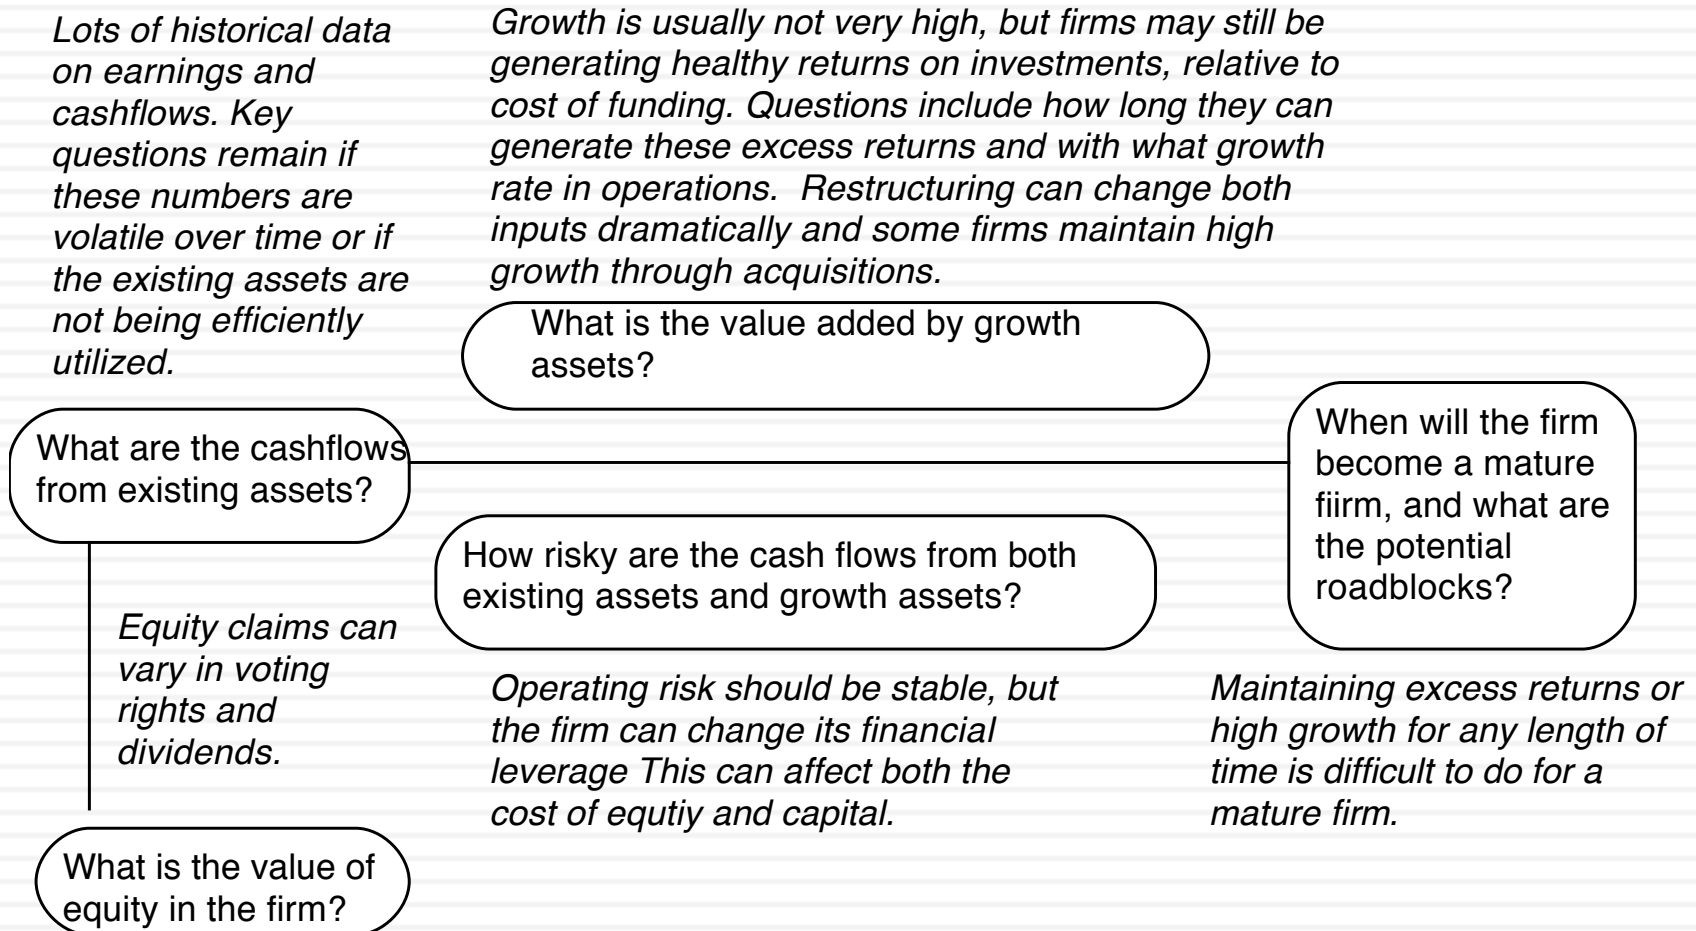 Lots of historical data
on earnings and
cashflows. Key
questions remain if
these numbers are
volatile over time or if
the existing assets are
not being efficiently
utilized.
Growth is usually not very high, but firms may still be
generating healthy returns on investments, relative to
cost of funding. Questions include how long they can
generate these excess returns and with what growth
rate in operations.  Restructuring can change both
inputs dramatically and some firms maintain high
growth through acquisitions.
What is the value added by growth
assets?
What are the cashflows
from existing assets?
When will the firm
become a mature
fiirm, and what are
the potential
roadblocks?
How risky are the cash flows from both
existing assets and growth assets?
Equity claims can
vary in voting
rights and
dividends.
Operating risk should be stable, but
the firm can change its financial
leverage This can affect both the
cost of equtiy and capital.
Maintaining excess returns or
high growth for any length of
time is difficult to do for a
mature firm.
What is the value of
equity in the firm?